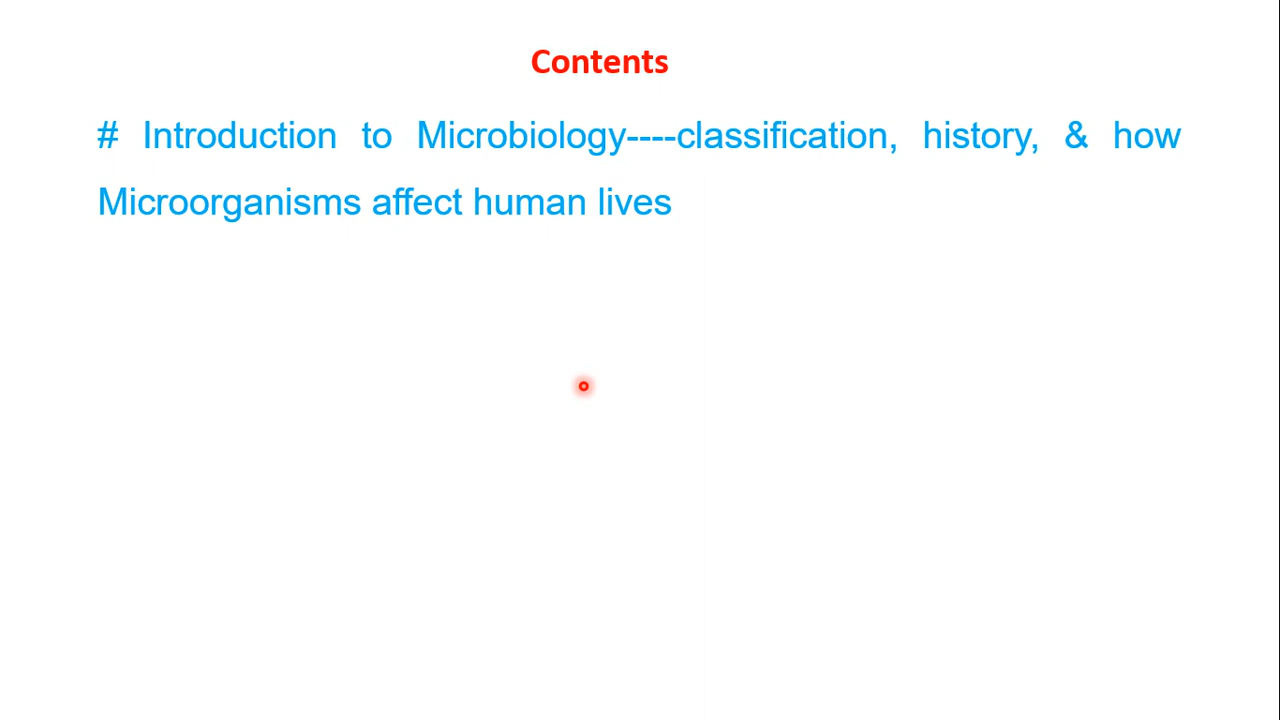 Contents
# Introduction to Microbiology----classification, history, & how
Microorganisms affect human lives